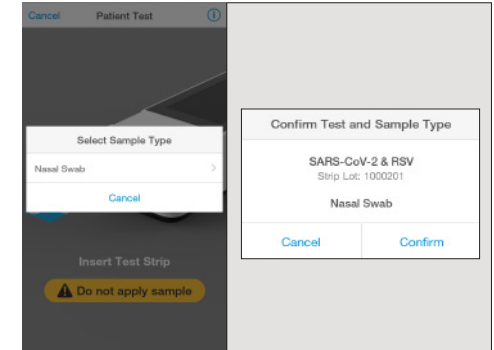 Cancel
Patient Test
Select Sample Type
Nasal Swab
Cancel
Insert Test Strip
Do not apply sample
Confirm Test and Sample Type
SARS-CoV-2 & RSV
Strip Lot: 1000201
Nasal Swab
Cancel
Confirm